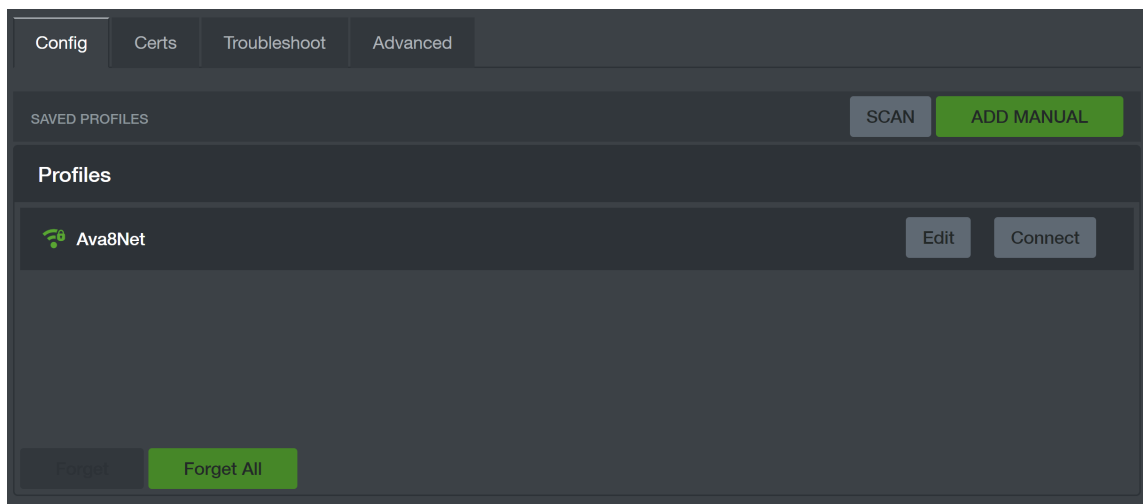 Config Certs Troubleshoot Advanced
SAVED PROFILES SCAN ADD MANUAL
Profiles
Ava8Net Edit Connect
Forget Forget All